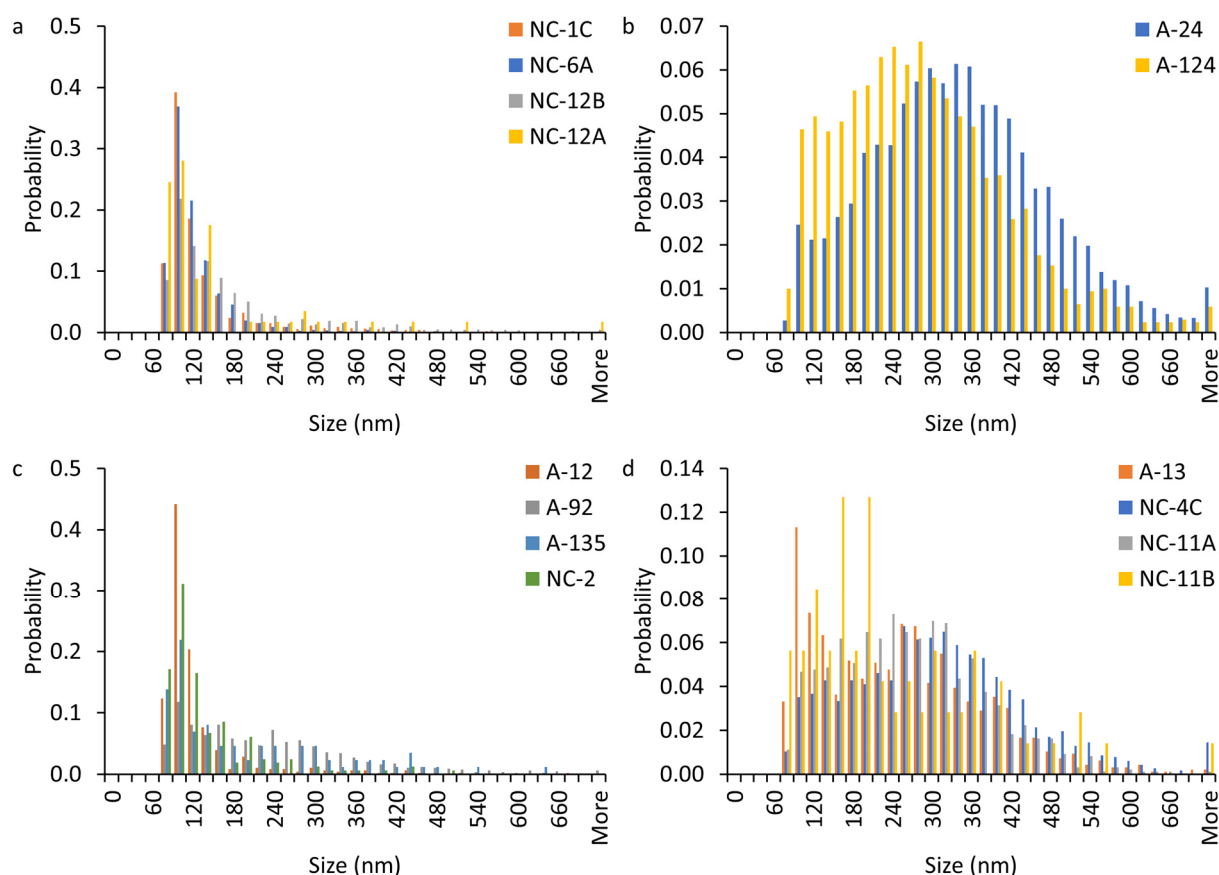 a
0.5
0.4
0.3
0.2
0.1
0.0
Probability
0
60
120
180
240
300
360
420
480
540
600
660
More
Size (nm)
NC-1C
NC-6A
NC-12B
NC-12A
b
0.07
0.06
0.05
0.04
0.03
0.02
0.01
0.00
Probability
0
60
120
180
240
300
360
420
480
540
600
660
More
Size (nm)
A-24
A-124
c
0.5
0.4
0.3
0.2
0.1
0.0
Probability
0
60
120
180
240
300
360
420
480
540
600
660
More
Size (nm)
A-12
A-92
A-135
NC-2
d
0.14
0.12
0.10
0.08
0.06
0.04
0.02
0.00
Probability
0
60
120
180
240
300
360
420
480
540
600
660
More
Size (nm)
A-13
NC-4C
NC-11A
NC-11B